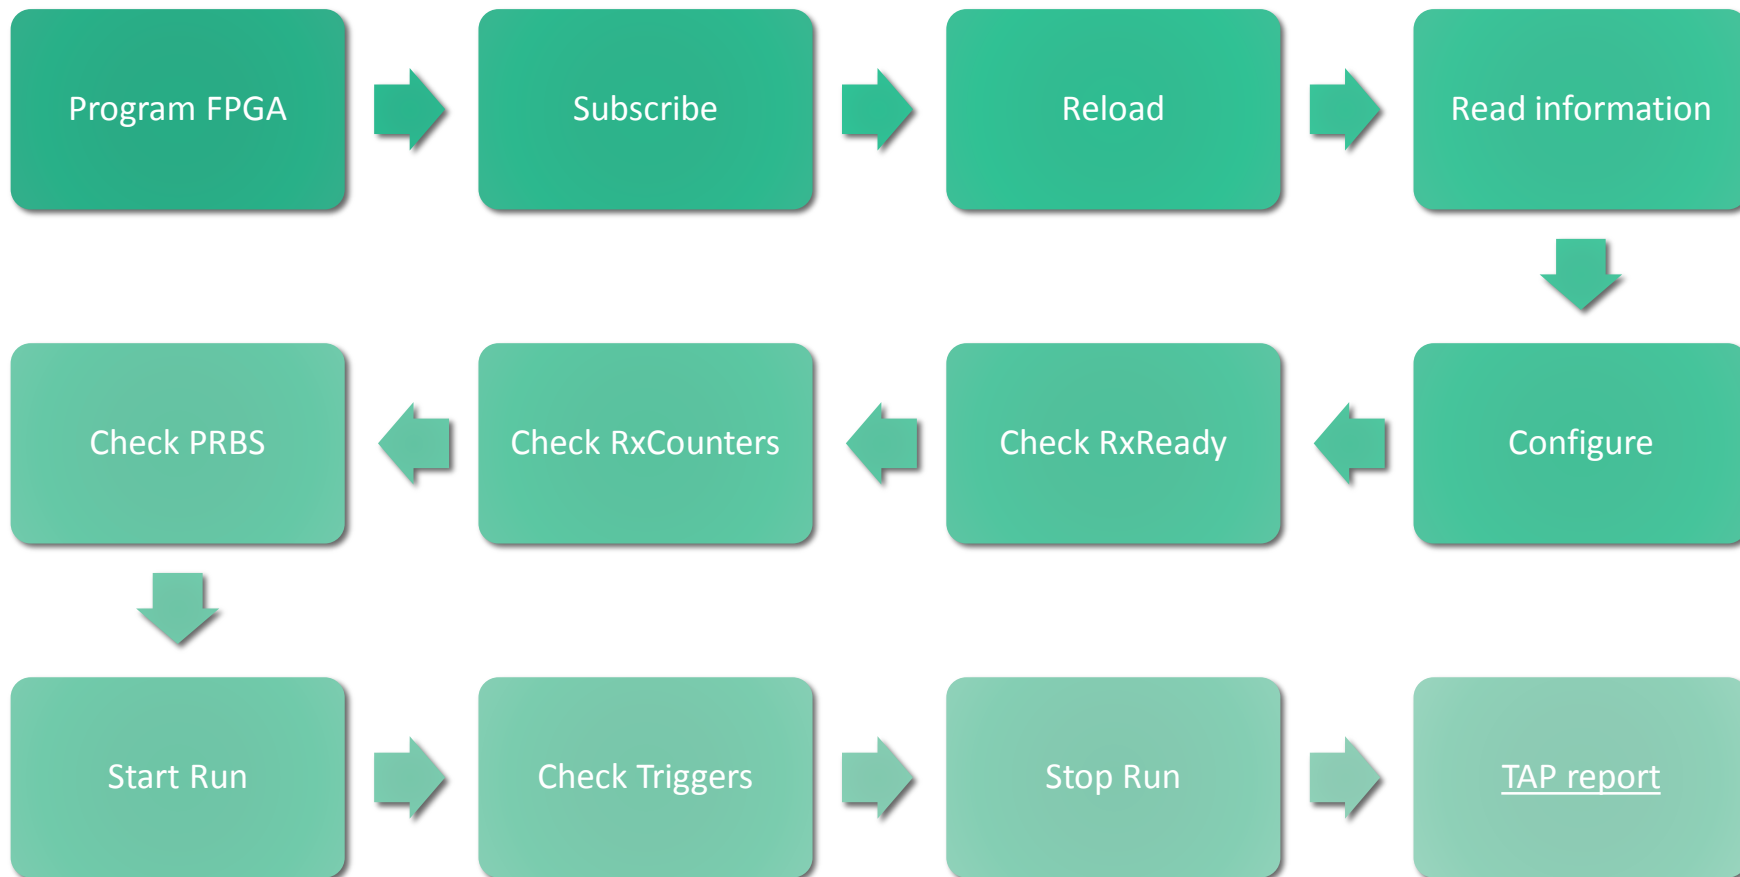 Program FPGA
Subscribe
Reload
Read information
Configure
Check RxReady
Check RxCounters
Check PRBS
Start Run
Check Triggers
Stop Run
TAP report